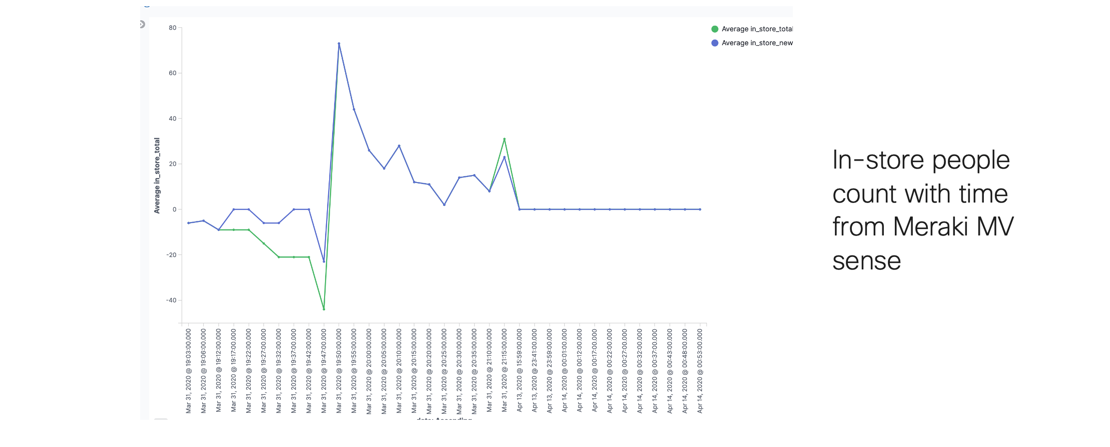 80
60
40
20
0
-20
-40
Average in_store_total
Average in_store_total
Average in_store_new
Mar 31, 2020 @ 19:03:00.000
Mar 31, 2020 @ 19:06:00.000
Mar 31, 2020 @ 19:12:00.000
Mar 31, 2020 @ 19:17:00.000
Mar 31, 2020 @ 19:22:00.000
Mar 31, 2020 @ 19:27:00.000
Mar 31, 2020 @ 19:32:00.000
Mar 31, 2020 @ 19:37:00.000
Mar 31, 2020 @ 19:42:00.000
Mar 31, 2020 @ 19:47:00.000
Mar 31, 2020 @ 19:50:00.000
Mar 31, 2020 @ 19:55:00.000
Mar 31, 2020 @ 20:00:00.000
Mar 31, 2020 @ 20:05:00.000
Mar 31, 2020 @ 20:10:00.000
Mar 31, 2020 @ 20:15:00.000
Mar 31, 2020 @ 20:20:00.000
Mar 31, 2020 @ 20:25:00.000
Mar 31, 2020 @ 20:30:00.000
Mar 31, 2020 @ 20:35:00.000
Mar 31, 2020 @ 21:10:00.000
Mar 31, 2020 @ 21:15:00.000
Apr 13, 2020 @ 15:59:00.000
Apr 13, 2020 @ 23:41:00.000
Apr 13, 2020 @ 23:59:00.000
Apr 14, 2020 @ 00:01:00.000
Apr 14, 2020 @ 00:12:00.000
Apr 14, 2020 @ 00:17:00.000
Apr 14, 2020 @ 00:22:00.000
Apr 14, 2020 @ 00:27:00.000
Apr 14, 2020 @ 00:32:00.000
Apr 14, 2020 @ 00:37:00.000
Apr 14, 2020 @ 00:43:00.000
Apr 14, 2020 @ 00:48:00.000
Apr 14, 2020 @ 00:53:00.000
In-store people
count with time
from Meraki MV
sense